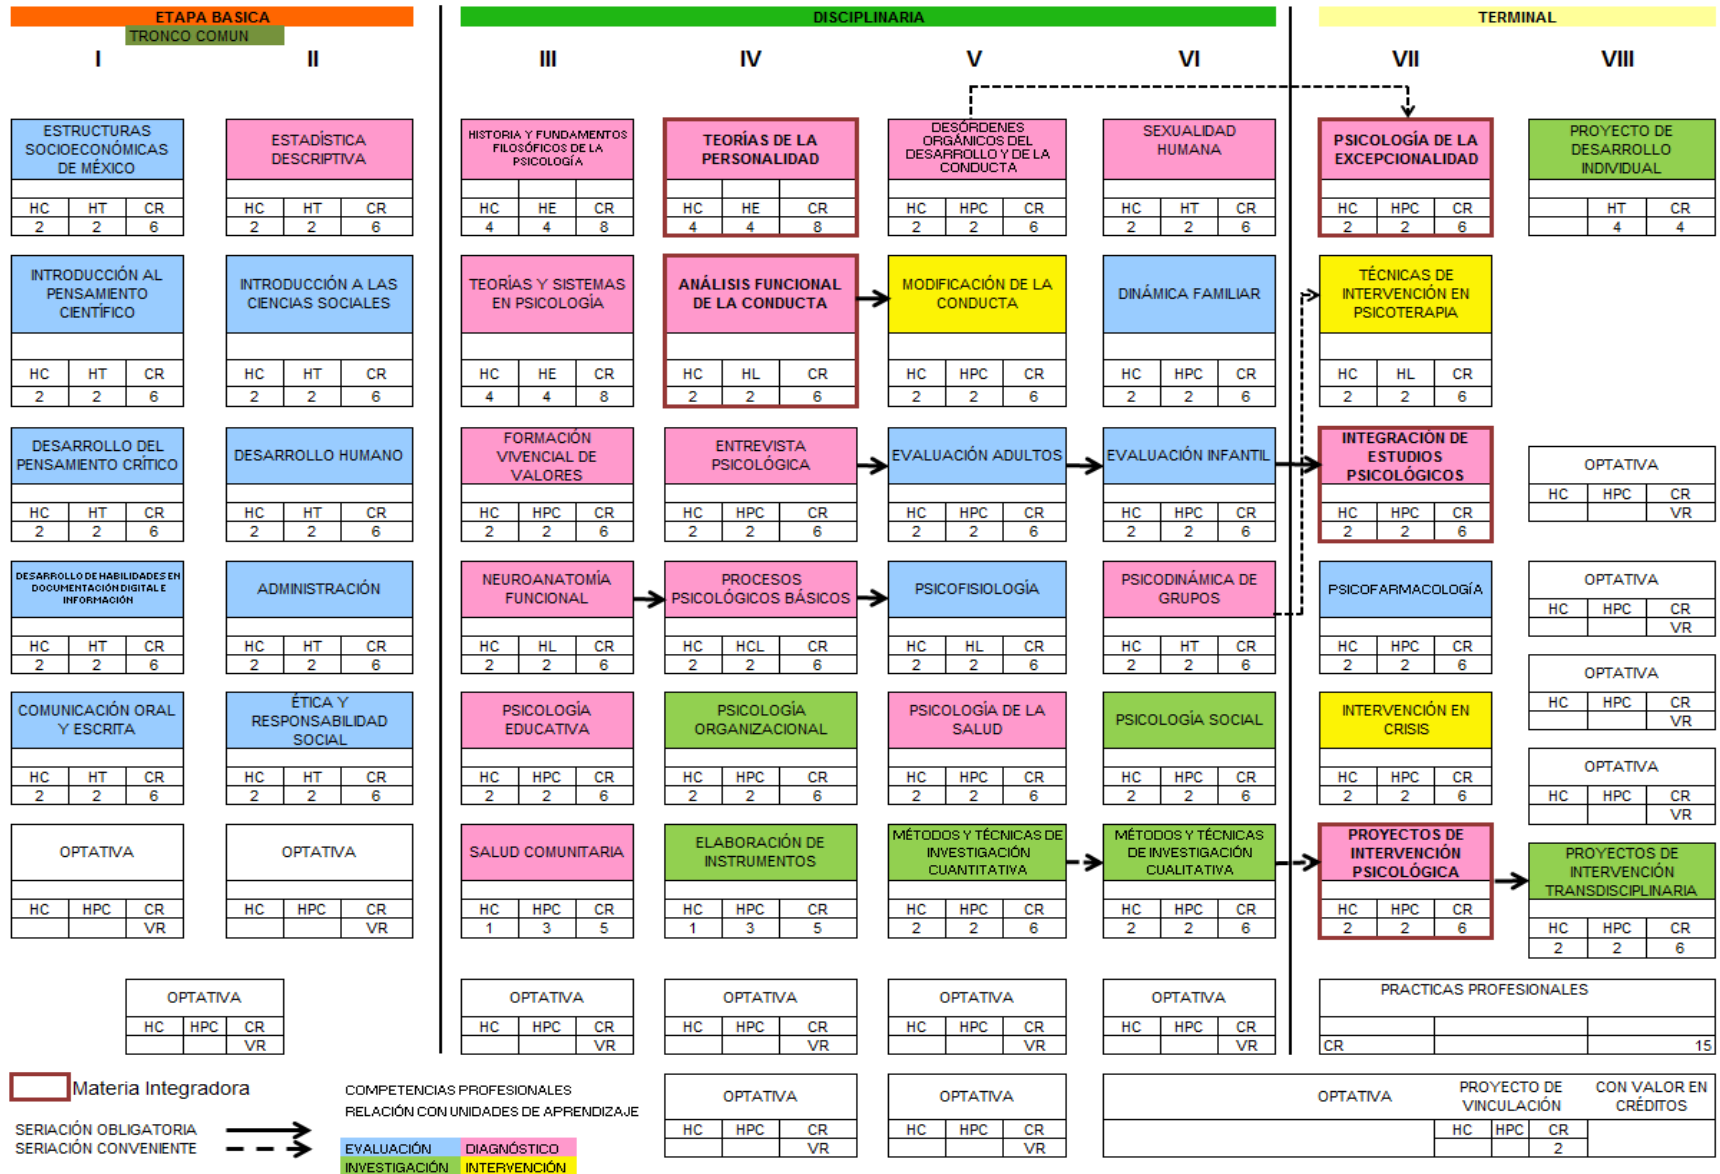 ETAPA BASICA
DISCIPLINARIA
TERMINAL
TRONCO COMUN
I II III IV V VI VII VIII
ESTRUCTURAS
SOCIOECONÓMICAS
DE MÉXICO
HC HT CR
2 2 6
ESTADÍSTICA
DESCRIPTIVA
HC HT CR
2 2 6
HISTORIA Y FUNDAMENTOS
FILOSÓFICOS DE LA
PSICOLOGÍA
HC HE CR
4 4 8
TEORÍAS DE LA
PERSONALIDAD
HC HE CR
4 4 8
DESÓRDENES
ORGÁNICOS DEL
DESARROLLO Y DE LA
CONDUCTA
HC HPC CR
2 2 6
SEXUALIDAD
HUMANA
HC HT CR
2 2 6
PSICOLOGÍA DE LA
EXCEPCIONALIDAD
HC HPC CR
2 2 6
PROYECTO DE
DESARROLLO
INDIVIDUAL
HT CR
4 4
INTRODUCCIÓN AL
PENSAMIENTO
CIENTÍFICO
HC HT CR
2 2 6
INTRODUCCIÓN A LAS
CIENCIAS SOCIALES
HC HT CR
2 2 6
TEORÍAS Y SISTEMAS
EN PSICOLOGÍA
HC HE CR
4 4 8
ANÁLISIS FUNCIONAL
DE LA CONDUCTA
HC HL CR
2 2 6
MODIFICACIÓN DE LA
CONDUCTA
HC HPC CR
2 2 6
DINÁMICA FAMILIAR
HC HPC CR
2 2 6
TÉCNICAS DE
INTERVENCIÓN EN
PSICOTERAPIA
HC HL CR
2 2 6
DESARROLLO DEL
PENSAMIENTO CRÍTICO
HC HT CR
2 2 6
DESARROLLO HUMANO
HC HT CR
2 2 6
FORMACIÓN
VIVENCIAL DE
VALORES
HC HPC CR
2 2 6
ENTREVISTA
PSICOLÓGICA
HC HPC CR
2 2 6
EVALUACIÓN ADULTOS
HC HPC CR
2 2 6
EVALUACIÓN INFANTIL
HC HPC CR
2 2 6
INTEGRACIÓN DE
ESTUDIOS
PSICOLÓGICOS
HC HPC CR
2 2 6
OPTATIVA
HC HPC CR
VR
DESARROLLO DE HABILIDADES EN
DOCUMENTACIÓN DIGITAL E
INFORMACIÓN
HC HT CR
2 2 6
ADMINISTRACIÓN
HC HT CR
2 2 6
NEUROANATOMÍA
FUNCIONAL
HC HL CR
2 2 6
PROCESOS
PSICOLÓGICOS BÁSICOS
HC HCL CR
2 2 6
PSICOFISIOLOGÍA
HC HL CR
2 2 6
PSICODINÁMICA DE
GRUPOS
HC HT CR
2 2 6
PSICOFARMACOLOGÍA
HC HPC CR
2 2 6
OPTATIVA
HC HPC CR
VR
OPTATIVA
HC HPC CR
VR
COMUNICACIÓN ORAL
Y ESCRITA
HC HT CR
2 2 6
ÉTICA Y
RESPONSABILIDAD
SOCIAL
HC HT CR
2 2 6
PSICOLOGÍA
EDUCATIVA
HC HPC CR
2 2 6
PSICOLOGÍA
ORGANIZACIONAL
HC HPC CR
2 2 6
PSICOLOGÍA DE LA
SALUD
HC HPC CR
2 2 6
PSICOLOGÍA SOCIAL
HC HPC CR
2 2 6
INTERVENCIÓN EN
CRISIS
HC HPC CR
2 2 6
OPTATIVA
HC HPC CR
VR
OPTATIVA
HC HPC CR
VR
OPTATIVA
HC HPC CR
VR
SALUD COMUNITARIA
HC HPC CR
1 3 5
ELABORACIÓN DE
INSTRUMENTOS
HC HPC CR
1 3 5
MÉTODOS Y TÉCNICAS DE
INVESTIGACIÓN
CUANTITATIVA
HC HPC CR
2 2 6
MÉTODOS Y TÉCNICAS
DE INVESTIGACIÓN
CUALITATIVA
HC HPC CR
2 2 6
PROYECTOS DE
INTERVENCIÓN
PSICOLÓGICA
HC HPC CR
2 2 6
PROYECTOS DE
INTERVENCIÓN
TRANSDISCIPLINARIA
HC HPC CR
2 2 6
OPTATIVA
HC HPC CR
VR
OPTATIVA
HC HPC CR
VR
OPTATIVA
HC HPC CR
VR
OPTATIVA
HC HPC CR
VR
OPTATIVA
HC HPC CR
VR
PRACTICAS PROFESIONALES
CR 15
Materia Integradora
SERIACIÓN OBLIGATORIA
SERIACIÓN CONVENIENTE
COMPETENCIAS PROFESIONALES
RELACIÓN CON UNIDADES DE APRENDIZAJE
EVALUACIÓN DIAGNÓSTICO
INVESTIGACIÓN INTERVENCIÓN
OPTATIVA
HC HPC CR
VR
OPTATIVA
HC HPC CR
VR
OPTATIVA
PROYECTO DE
VINCULACIÓN
CON VALOR EN
CRÉDITOS
HC HPC CR
2